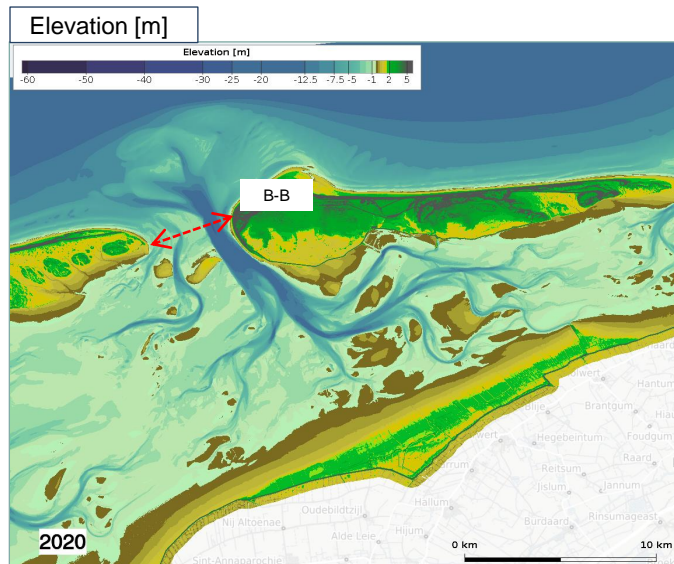 Elevation [m]
Elevation [m]
-60 -50 -40 -30 -25 -20 -12.5 -7.5 -5 -1 2 5
B-B
Blije
Brantgum
Hantum
Foudgum
Hegebeintum
Raard
Reitsum
Jislum
Jannum
Hallum
Burdaard
Rinsumageast
Oudebildtzijl
Nij Altoenae
Alde Leie
Hijum
Sint-Annaparochie
2020
0 km 10 km